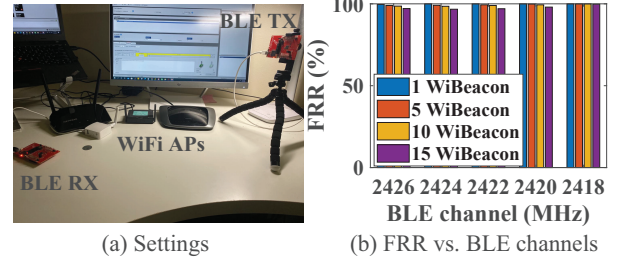 BLE TX
WiFi APs
BLE RX
(a) Settings
FRR (%)
100
50
0
1 WiBeacon
5 WiBeacon
10 WiBeacon
15 WiBeacon
2426 2424 2422 2420 2418
BLE channel (MHz)
(b) FRR vs. BLE channels